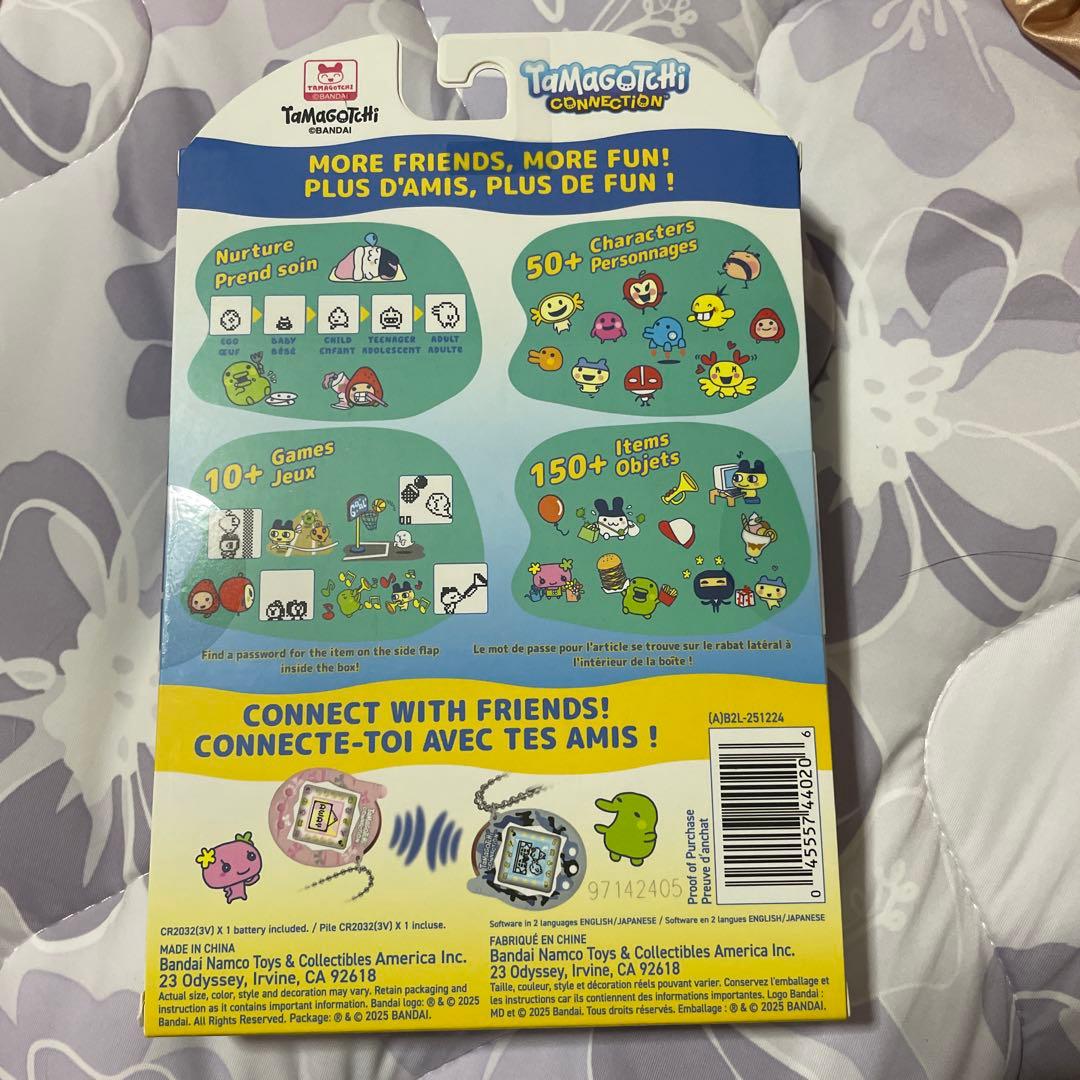 TAMAGOTCHI
©BANDAI
TAMAGOTCHI
©BANDAI
TAMAGOTCHI
CONNECTION
MORE FRIENDS, MORE FUN!
PLUS D'AMIS, PLUS DE FUN !
Nurture
Prend soin
EGG
ŒUF
BABY
BÉBÉ
CHILD
ENFANT
TEENAGER
ADOLESCENT
ADULT
ADULTE
50+ Characters
Personnages
10+ Games
Jeux
GOAL
150+ Items
Objets
Find a password for the item on the side flap
inside the box!
Le mot de passe pour l'article se trouve sur le rabat latéral à
l'intérieur de la boîte !
CONNECT WITH FRIENDS!
CONNECTE-TOI AVEC TES AMIS !
(A)B2L-251224
0 45557 44020 6
Proof of Purchase
Preuve d'anchat
97142405
CR2032(3V) X 1 battery included. / Pile CR2032(3V) X 1 incluse.
MADE IN CHINA
Bandai Namco Toys & Collectibles America Inc.
23 Odyssey, Irvine, CA 92618
Actual size, color, style and decoration may vary. Retain packaging and
instruction as it contains important information. Bandai logo: ® & © 2025
Bandai. All Rights Reserved. Package: ® & © 2025 BANDAI.
Software in 2 languages ENGLISH/JAPANESE / Software en 2 langues ENGLISH/JAPANESE
FABRIQUÉ EN CHINE
Bandai Namco Toys & Collectibles America Inc.
23 Odyssey, Irvine, CA 92618
Taille, couleur, style et décoration réels peuvent varier. Conservez l'emballage et
les instructions car ils contiennent des informations importantes. Logo Bandai :
MD et © 2025 Bandai. Tous droits réservés. Emballage : ® & © 2025 BANDAI.